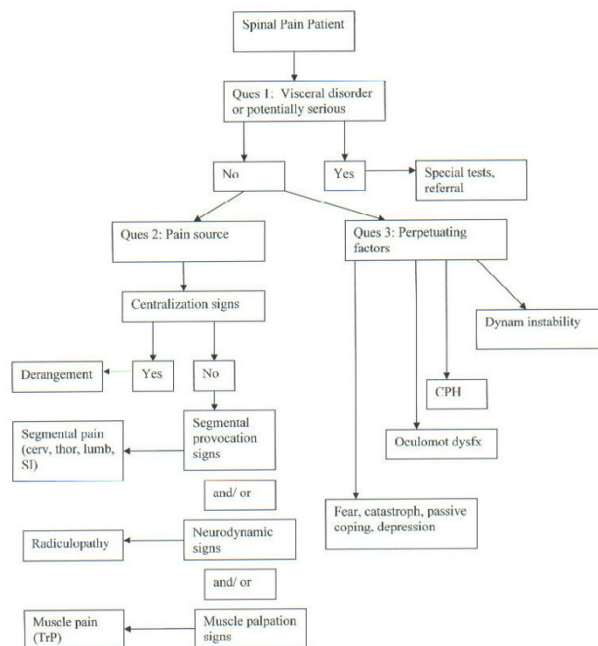 Spinal Pain Patient
Ques 1: Visceral disorder
or potentially serious
No
Yes
Special tests,
referral
Ques 2: Pain source
Ques 3: Perpetuating
factors
Centralization signs
Dynam instability
Derangement
Yes
No
CPH
Segmental pain
(cerv, thor, lumb,
SI)
Segmental
provocation
signs
Oculomot dysfx
and/ or
Fear, catastroph, passive
coping, depression
Radiculopathy
Neurodynamic
signs
and/ or
Muscle pain
(TrP)
Muscle palpation
signs